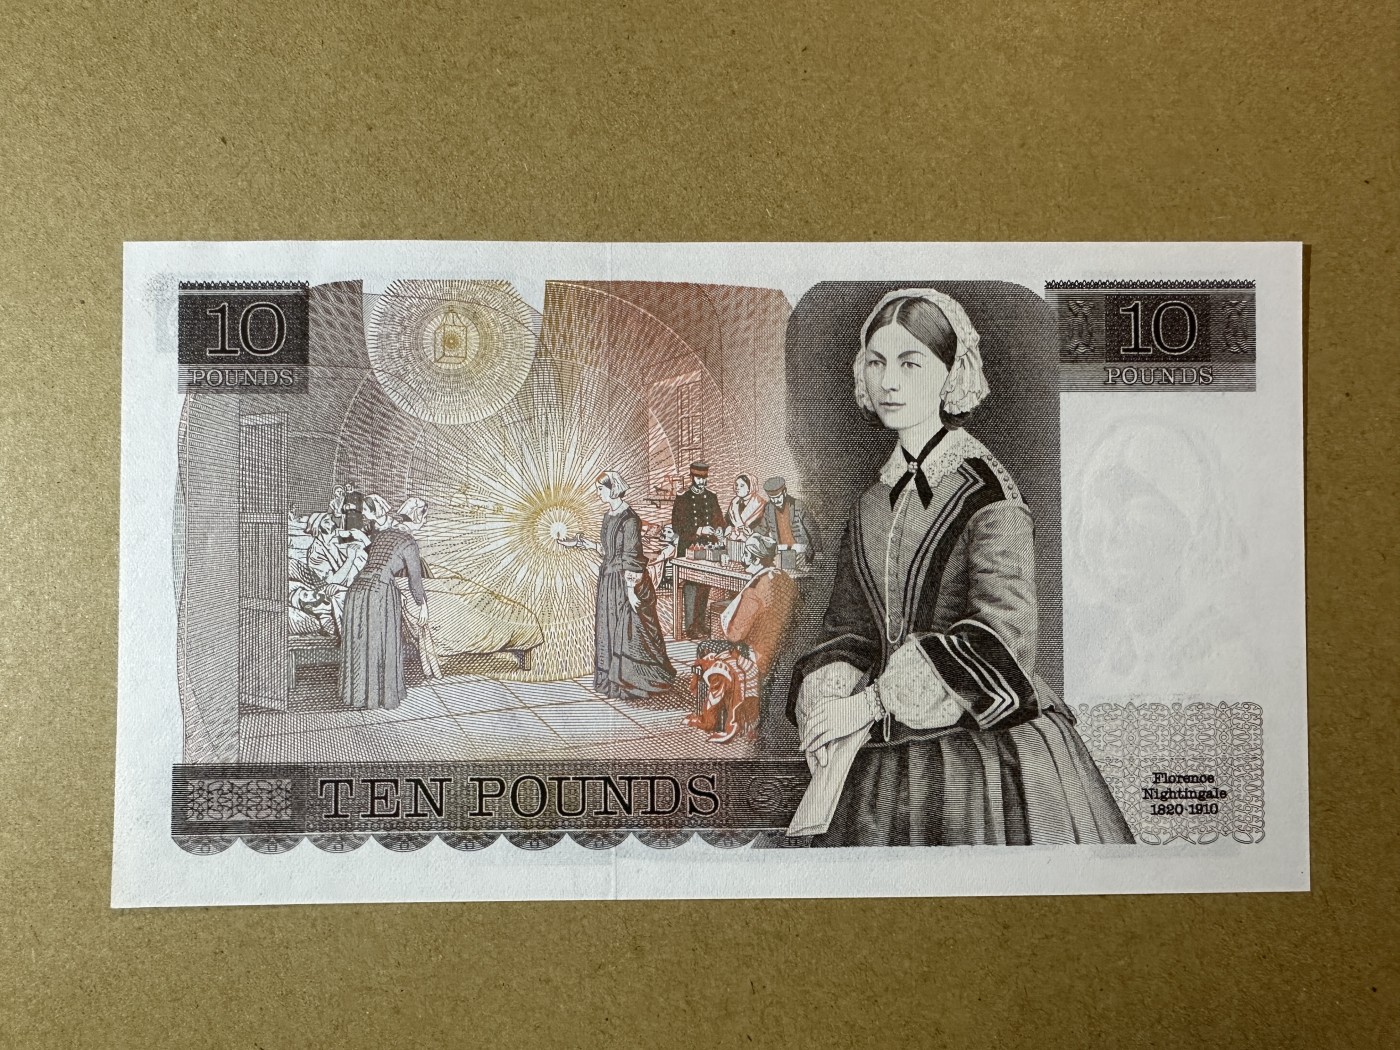 10
POUNDS
10
POUNDS
TEN POUNDS
Florence
Nightingale
1820-1910